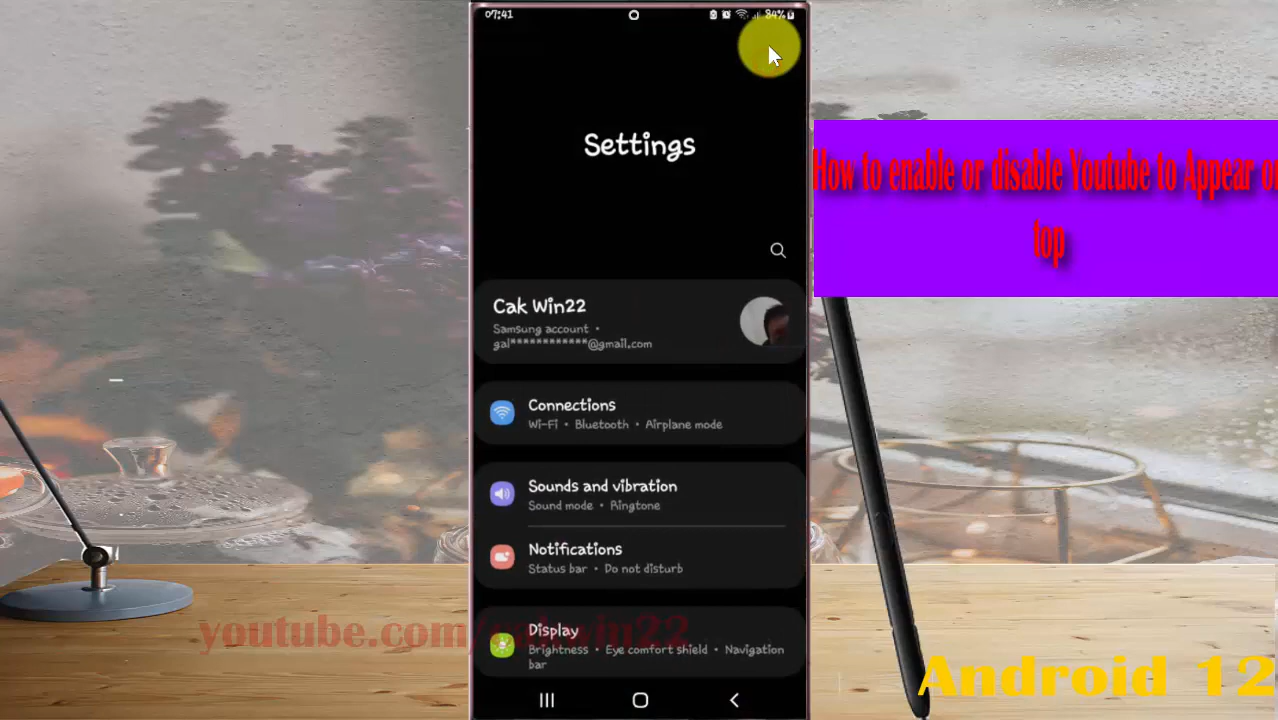 07:41
84%
Settings
Cak Win22
Samsung account •
gal************@gmail.com
Connections
Wi-Fi • Bluetooth • Airplane mode
Sounds and vibration
Sound mode • Ringtone
Notifications
Status bar • Do not disturb
Display
Brightness • Eye comfort shield • Navigation
bar
How to enable or disable Youtube to Appear on
top
youtube.com/cakwin22
Android 12